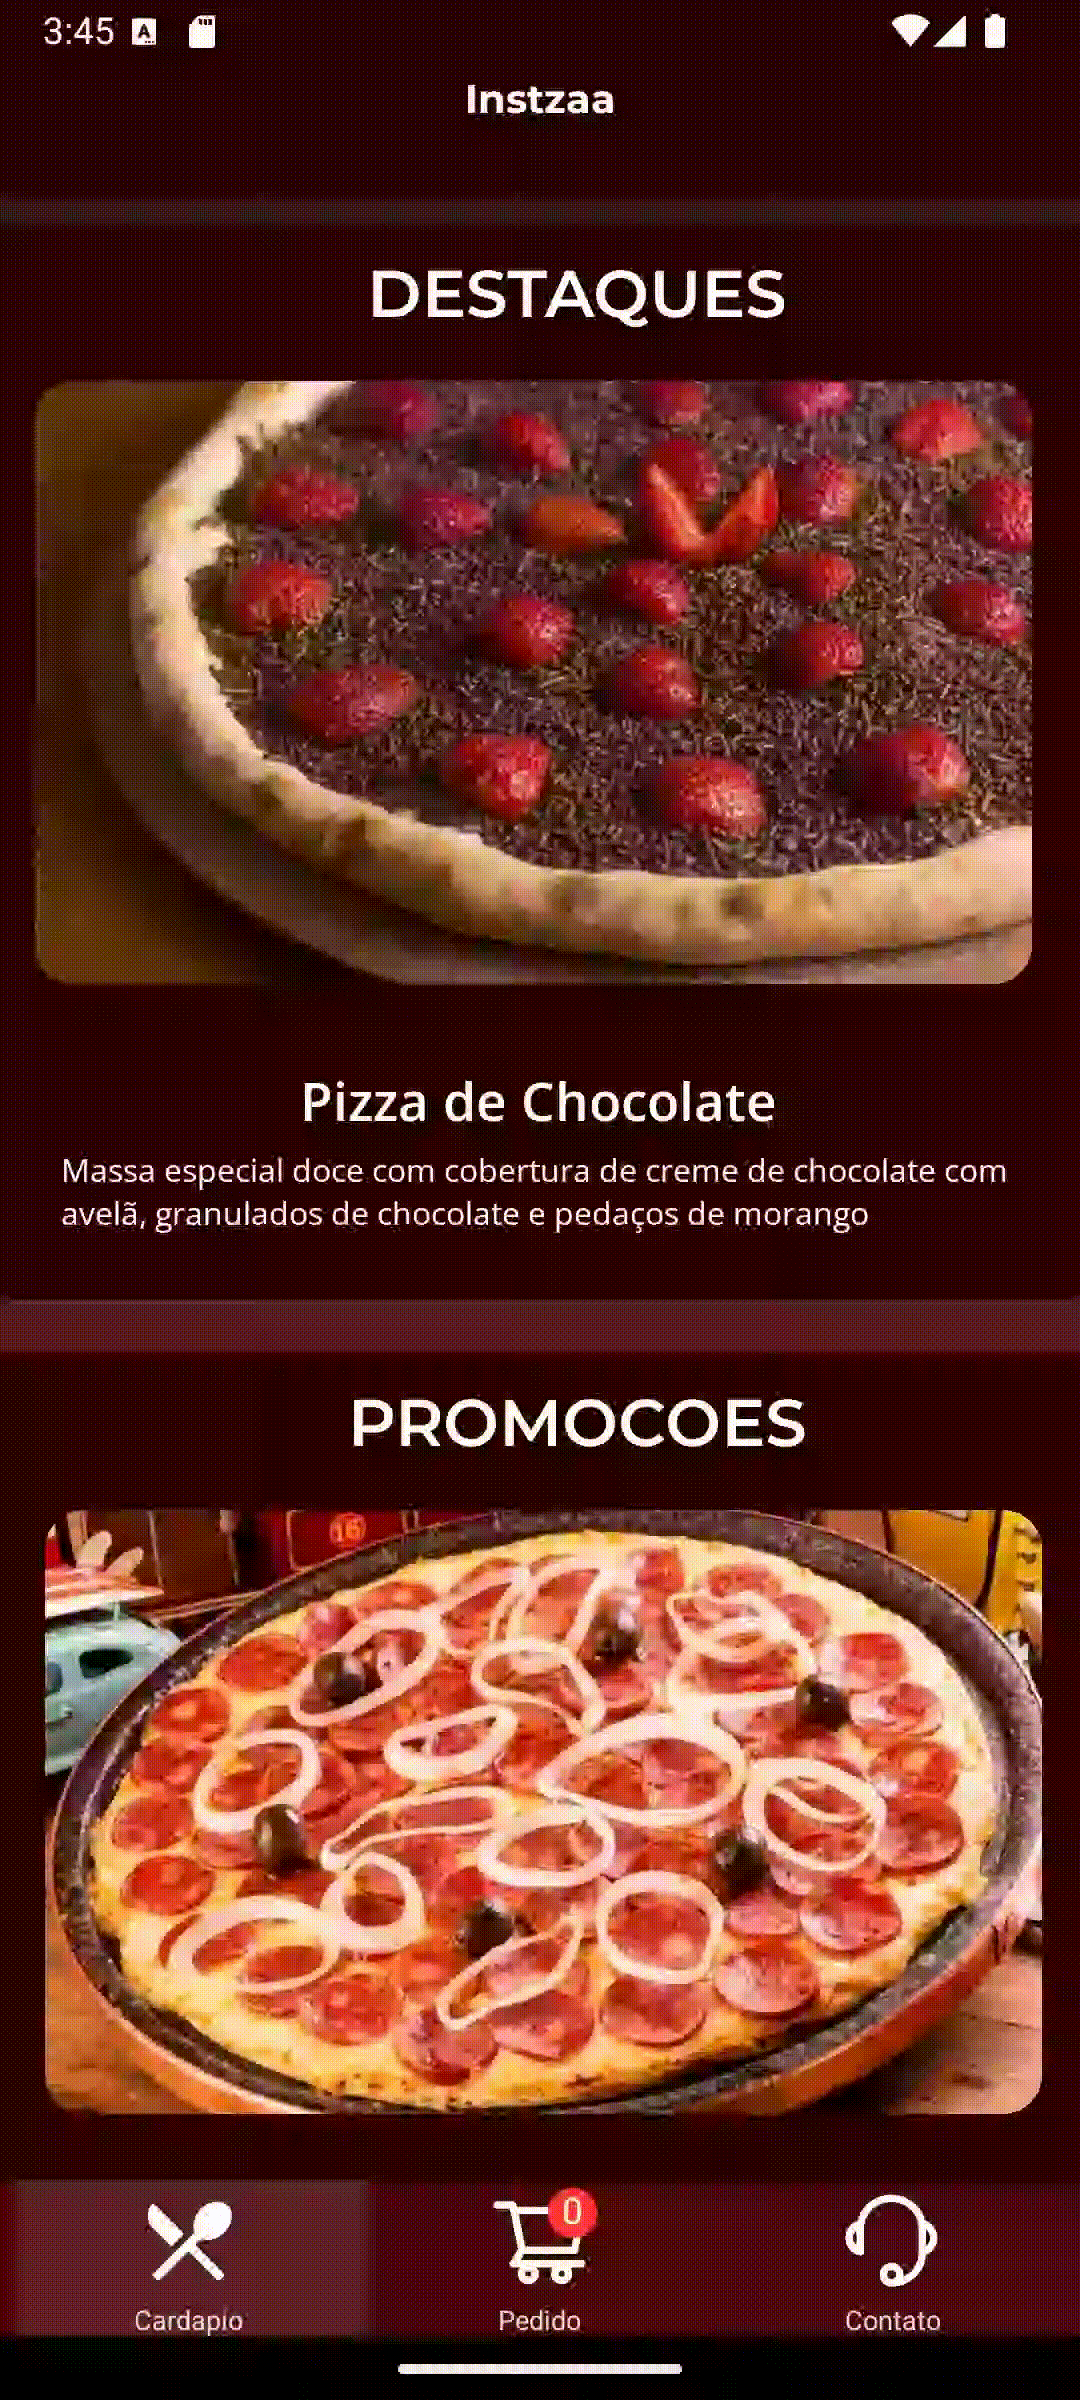 3:45
A
Instzaa
DESTAQUES
Pizza de Chocolate
Massa especial doce com cobertura de creme de chocolate com
avelã, granulados de chocolate e pedaços de morango
PROMOCOES
16
0
Cardapio
Pedido
Contato